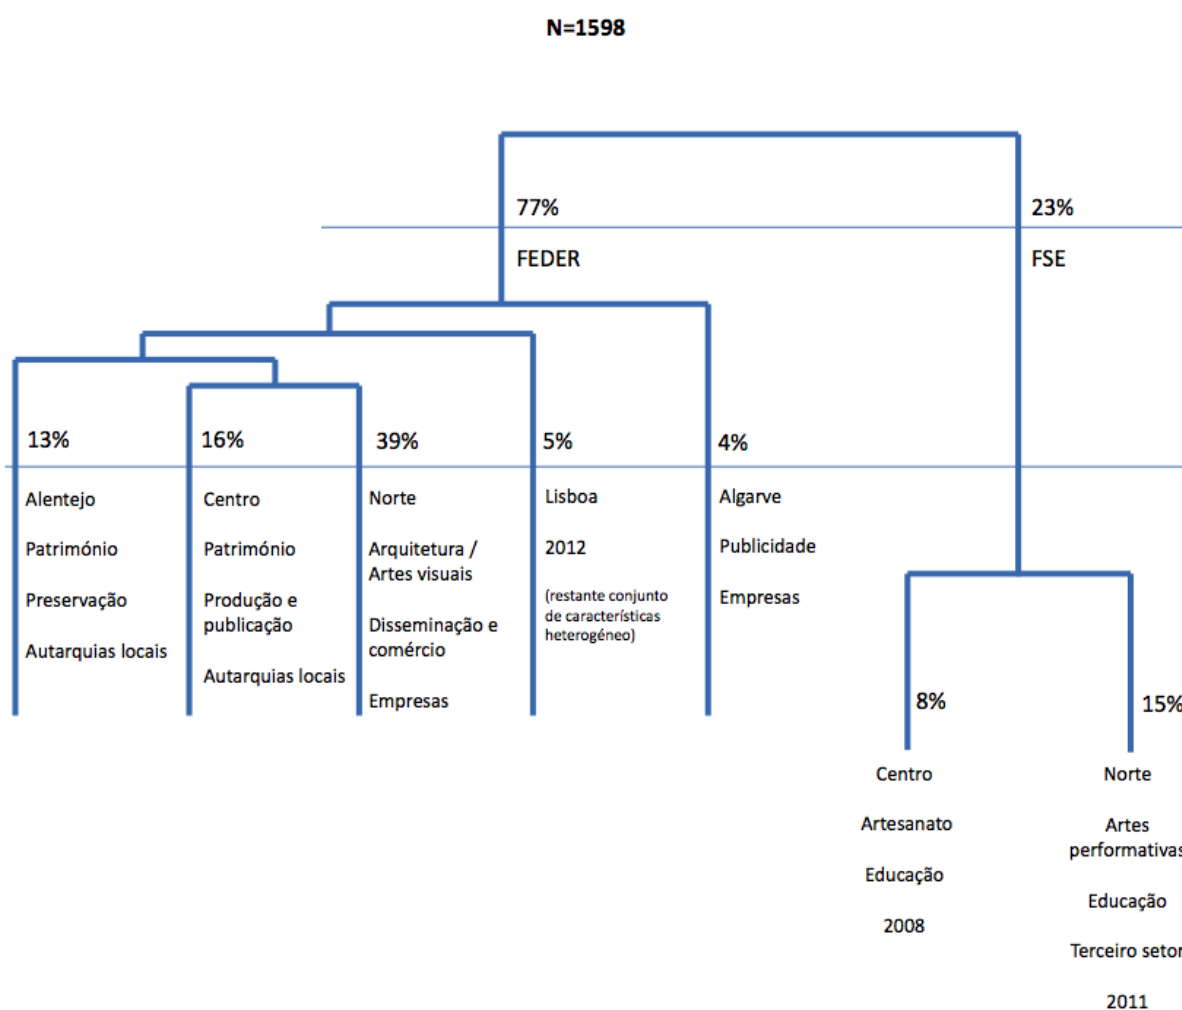 N=1598
77%
23%
FEDER
FSE
13%
16%
39%
5%
4%
Alentejo
Património
Preservação
Autarquias locais
Centro
Património
Produção e
publicação
Autarquias locais
Norte
Arquitetura /
Artes visuais
Disseminação e
comércio
Empresas
Lisboa
2012
(restante conjunto
de características
heterogéneo)
Algarve
Publicidade
Empresas
8%
15%
Centro
Artesanato
Educação
2008
Norte
Artes
performativas
Educação
Terceiro setor
2011